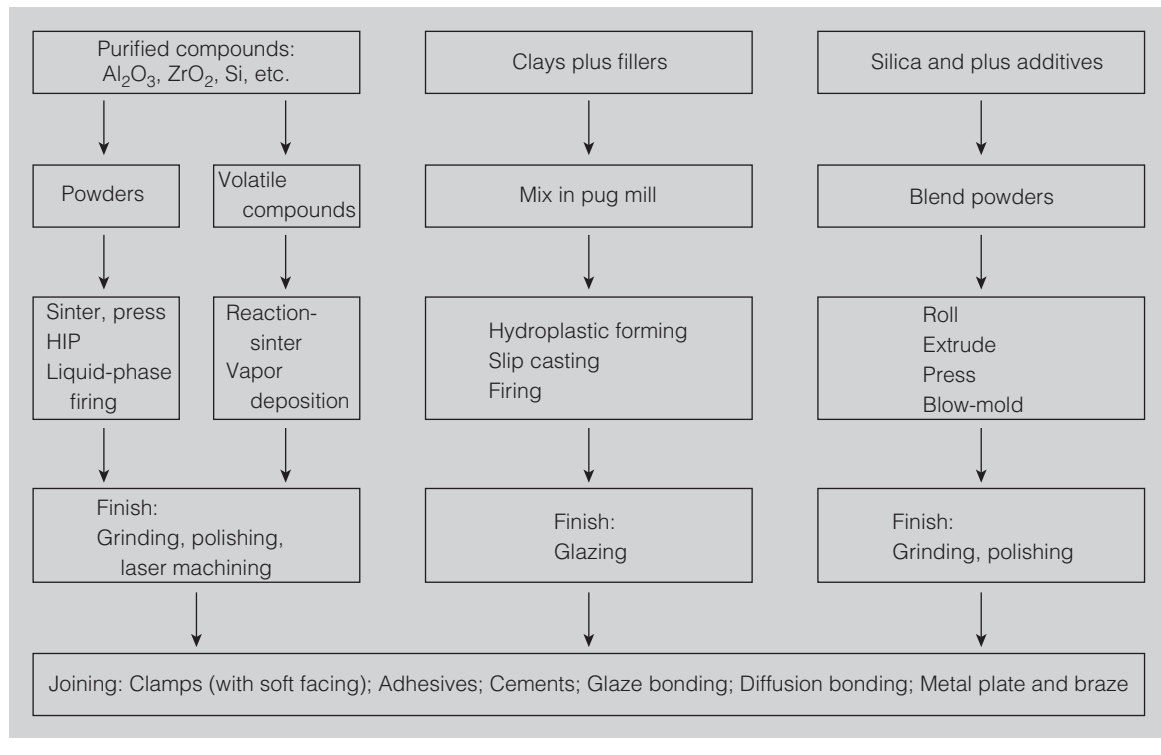 Purified compounds:
Al₂O₃, ZrO₂, Si, etc.
Clays plus fillers
Silica and plus additives
Powders
Volatile
compounds
Mix in pug mill
Blend powders
Sinter, press
HIP
Liquid-phase
firing
Reaction-
sinter
Vapor
deposition
Hydroplastic forming
Slip casting
Firing
Roll
Extrude
Press
Blow-mold
Finish:
Grinding, polishing,
laser machining
Finish:
Glazing
Finish:
Grinding, polishing
Joining: Clamps (with soft facing); Adhesives; Cements; Glaze bonding; Diffusion bonding; Metal plate and braze